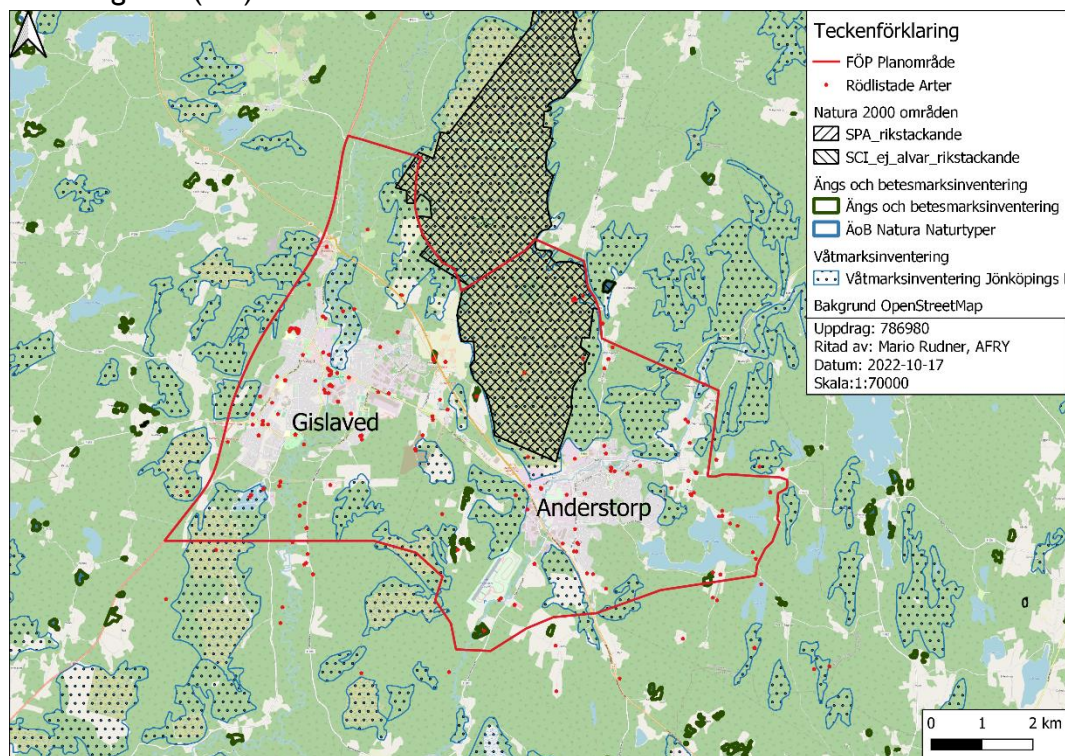 Teckenförklaring
FÖP Planområde
Rödlistade Arter
Natura 2000 områden
SPA_rikstackande
SCI_ej_alvar_rikstackande
Ängs och betesmarksinventering
Ängs och betesmarksinventering
ÄoB Natura Naturtyper
Våtmarksinventering
Våtmarksinventering Jönköpings
Bakgrund OpenStreetMap
Uppdrag: 786980
Ritad av: Mario Rudner, AFRY
Datum: 2022-10-17
Skala:1:70000
Gislaved
Anderstorp
0 1 2 km